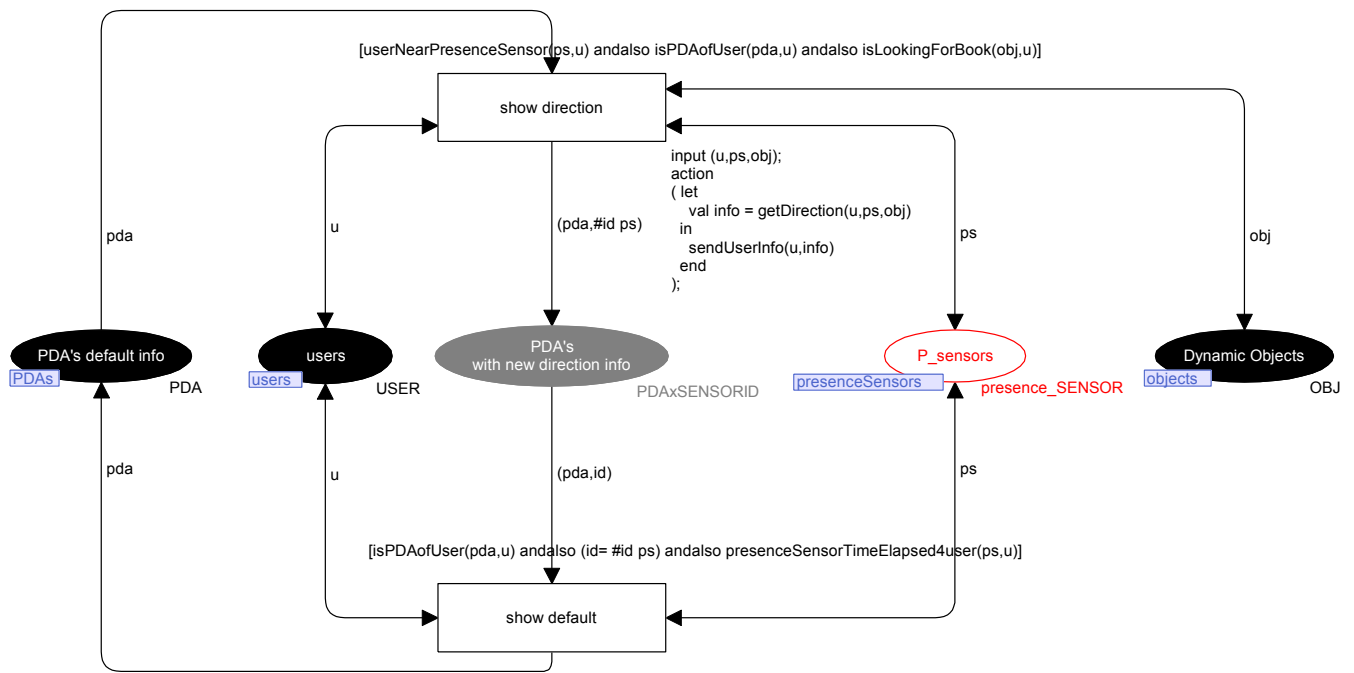 [userNearPresenceSensor(ps,u) andalso isPDAofUser(pda,u) andalso isLookingForBook(obj,u)]
show direction
input (u,ps,obj);
action
( let
val info = getDirection(u,ps,obj)
in
sendUserInfo(u,info)
end
);
pda
u
(pda,#id ps)
ps
obj
PDA's default info
PDAs
PDA
users
users
USER
PDA's
with new direction info
PDAxSENSORID
P_sensors
presenceSensors
presence_SENSOR
Dynamic Objects
objects
OBJ
pda
u
(pda,id)
ps
[isPDAofUser(pda,u) andalso (id= #id ps) andalso presenceSensorTimeElapsed4user(ps,u)]
show default